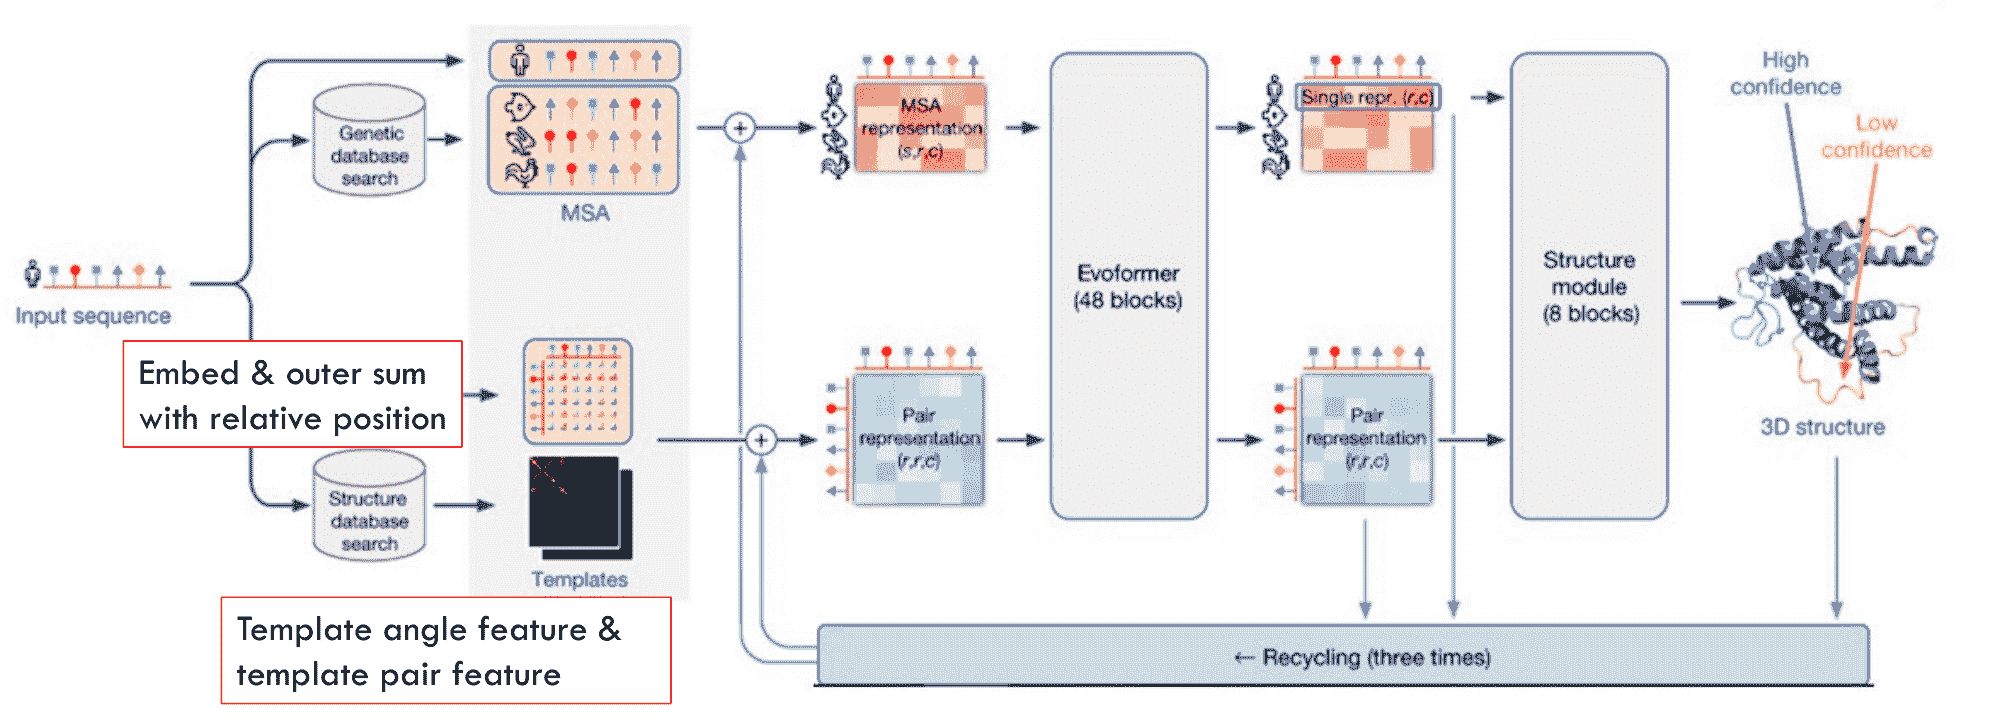 Input sequence
Embed & outer sum
with relative position
Genetic
database
search
Structure
database
search
MSA
Templates
Template angle feature &
template pair feature
MSA
representation
(s,r,c)
Pair
representation
(r,r,c)
Evoformer
(48 blocks)
Single repr. (r,c)
Pair
representation
(r,r,c)
Structure
module
(8 blocks)
High
confidence
Low
confidence
3D structure
← Recycling (three times)